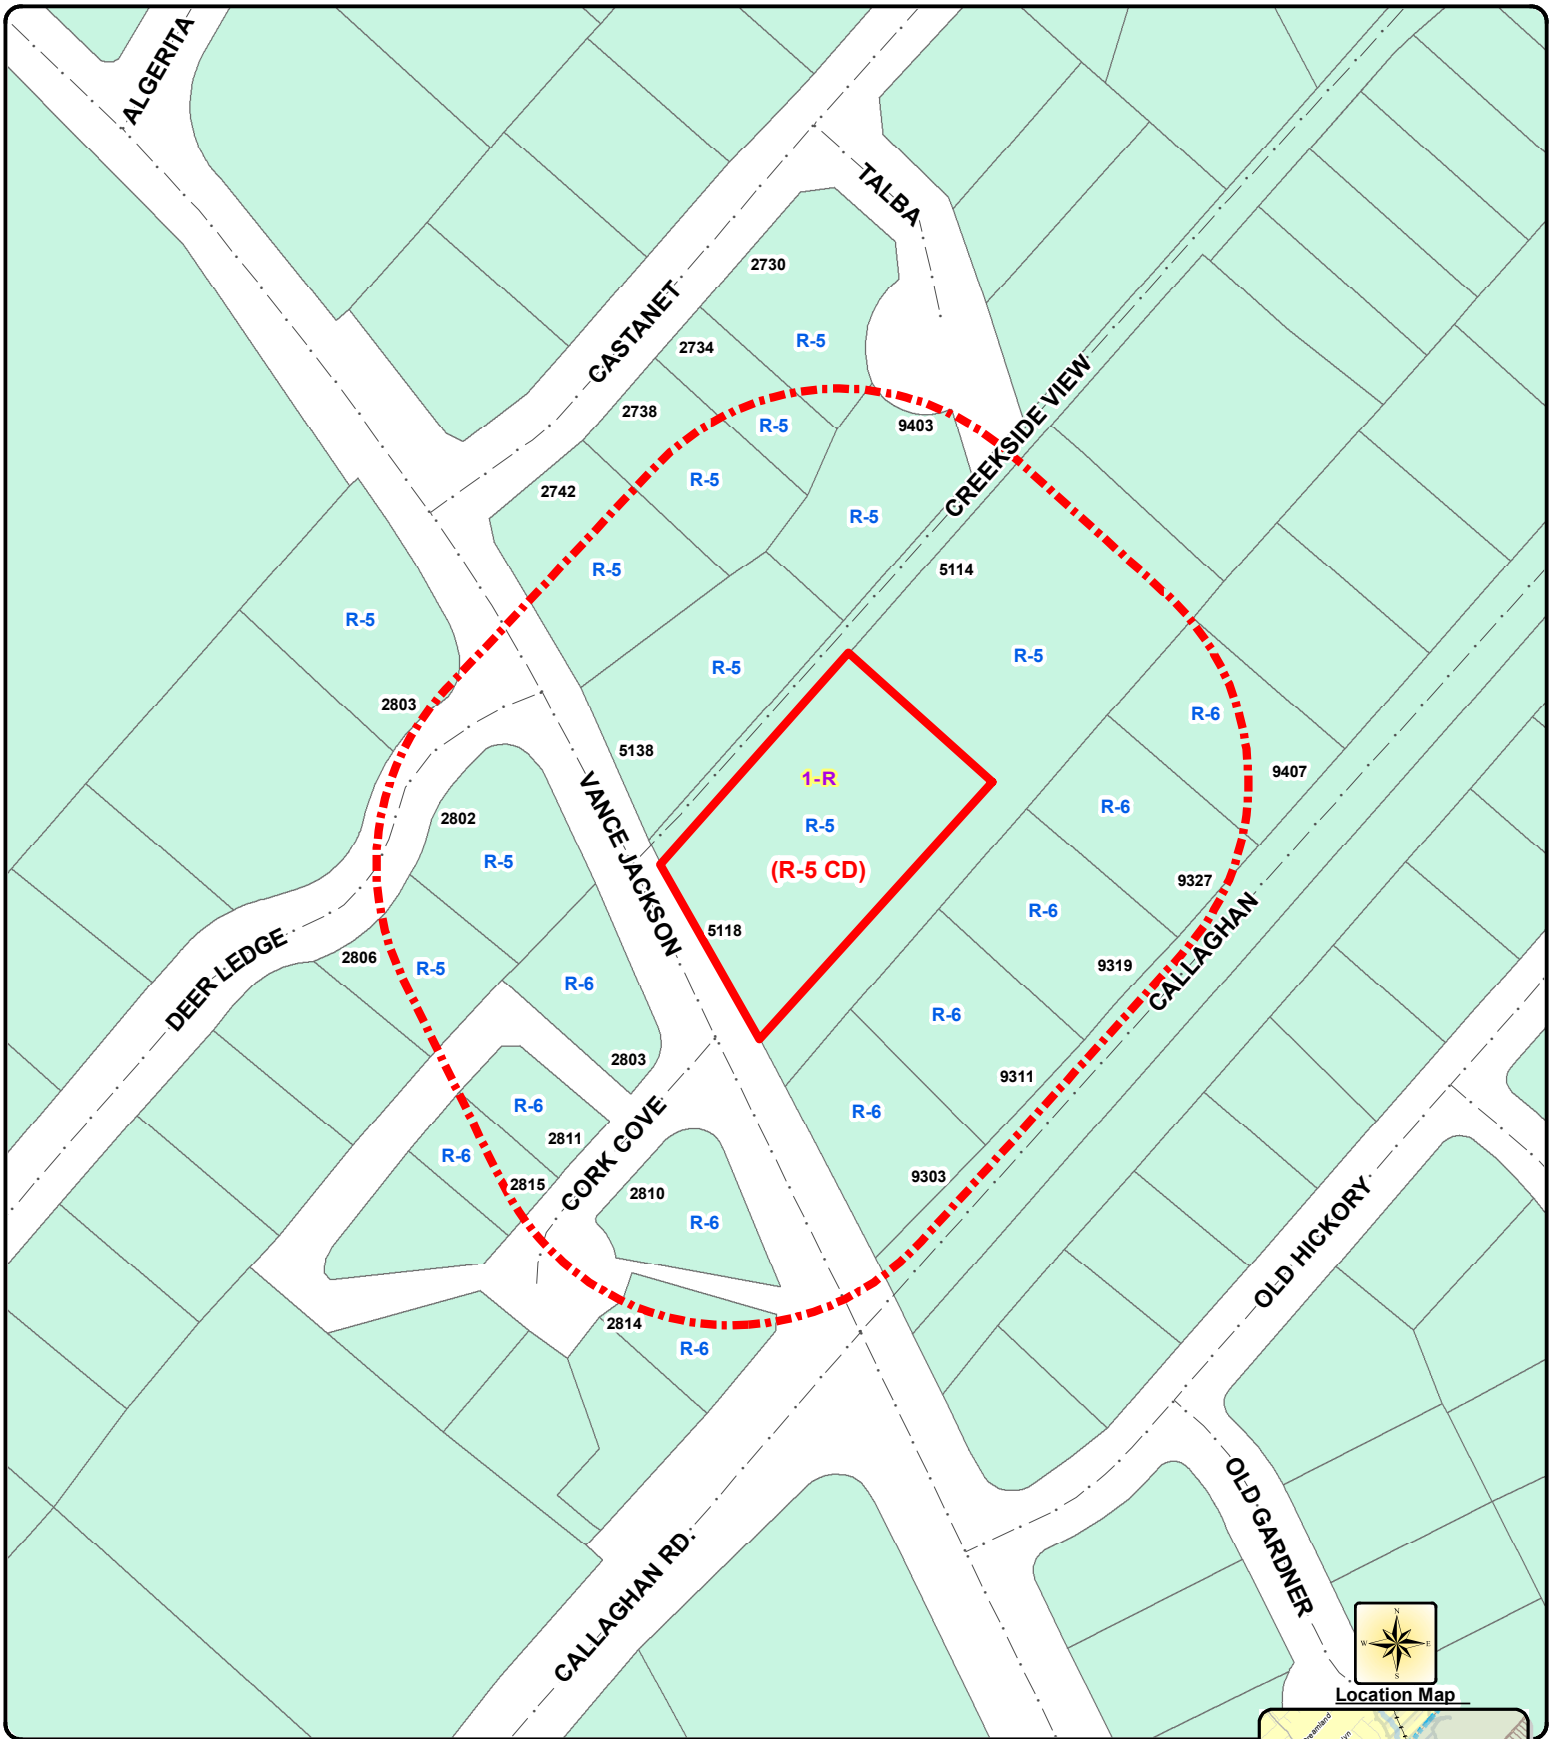 ALGERITA
TALBA
2730
CASTANET
R-5
2734
2738
R-5
9403
CREEKSIDE VIEW
R-5
2742
R-5
5114
R-5
R-5
R-5
R-5
2803
R-6
5138
9407
1-R
VANCE JACKSON
R-6
2802
R-5
R-5
(R-5 CD)
9327
R-6
5118
CALLAGHAN
DEER LEDGE
2806
R-5
9319
R-6
R-6
2803
9311
R-6
R-6
2811
CORK COVE
R-6
2815
2810
9303
R-6
OLD HICKORY
2814
R-6
OLD GARDNER
CALLAGHAN RD.
N
W
E
S
Location Map